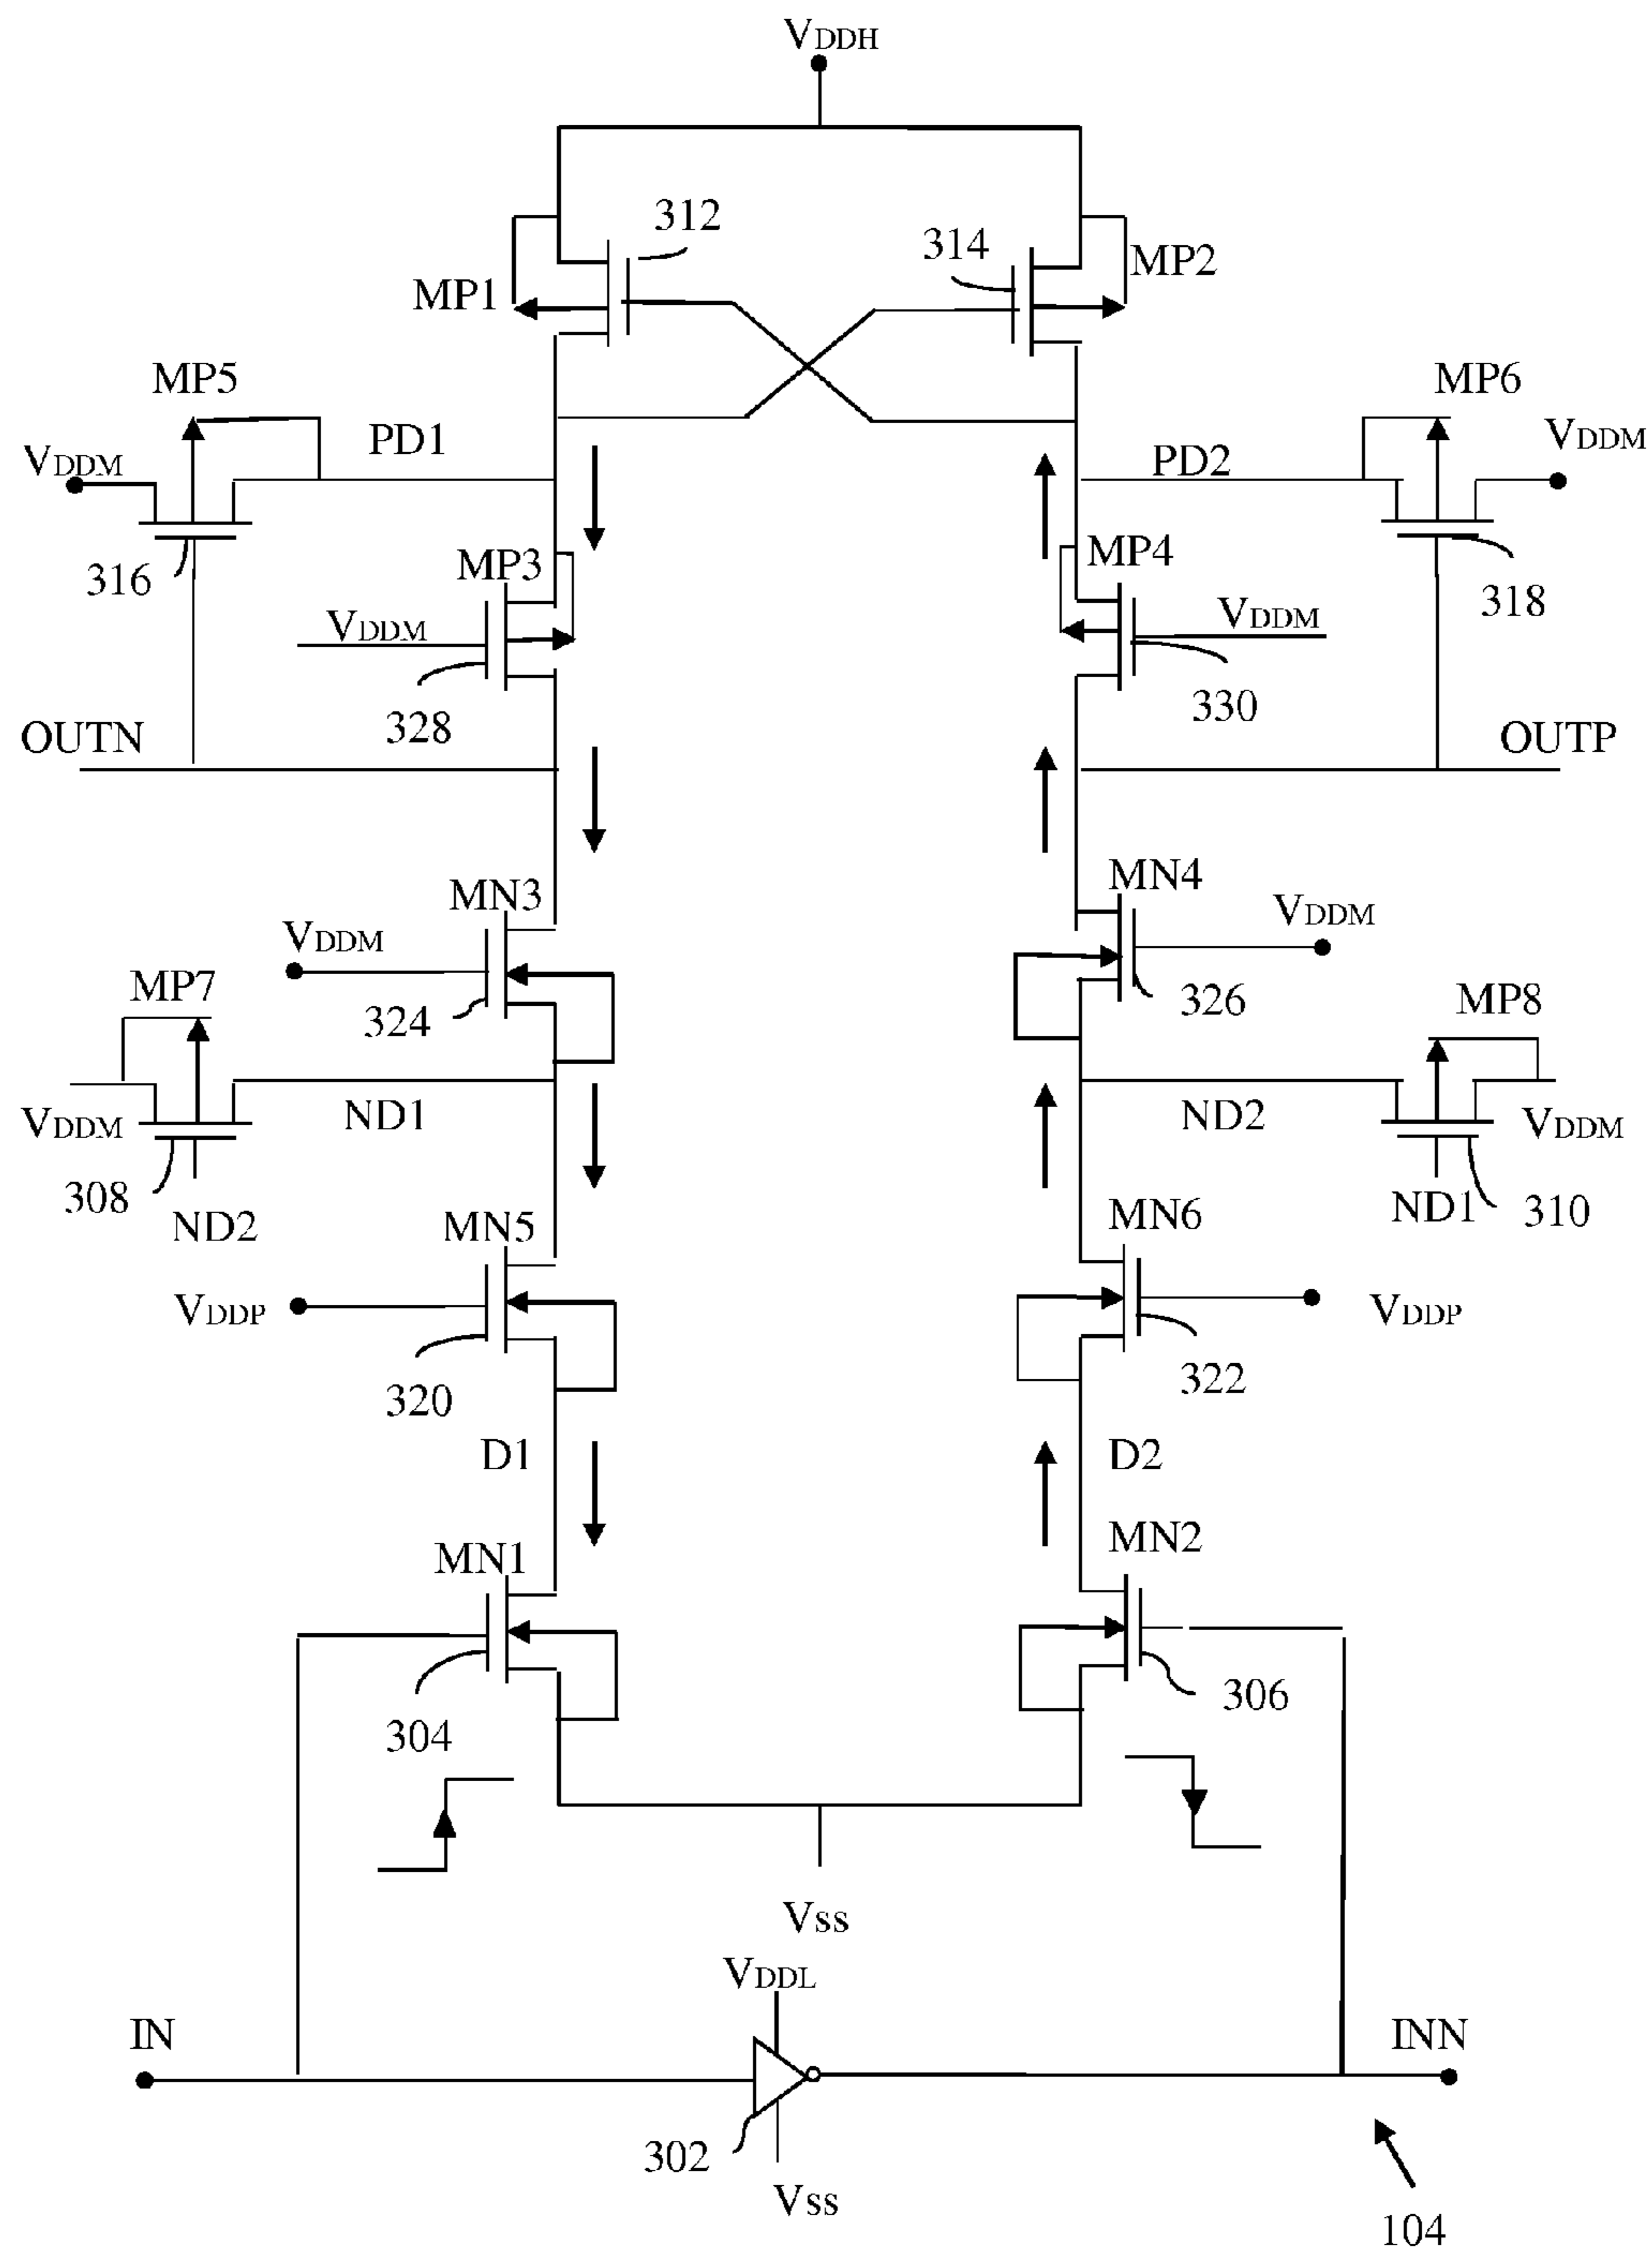 VDDH
312
314
MP1
MP2
MP5
MP6
VDDM
PD1
PD2
VDDM
316
MP3
MP4
318
VDDM
VDDM
328
330
OUTN
OUTP
MN3
MN4
VDDM
VDDM
MP7
324
326
MP8
VDDM
ND1
ND2
VDDM
308
ND2
MN5
MN6
ND1
310
VDDP
VDDP
320
322
D1
D2
MN1
MN2
304
306
Vss
VDDL
IN
INN
302
Vss
104